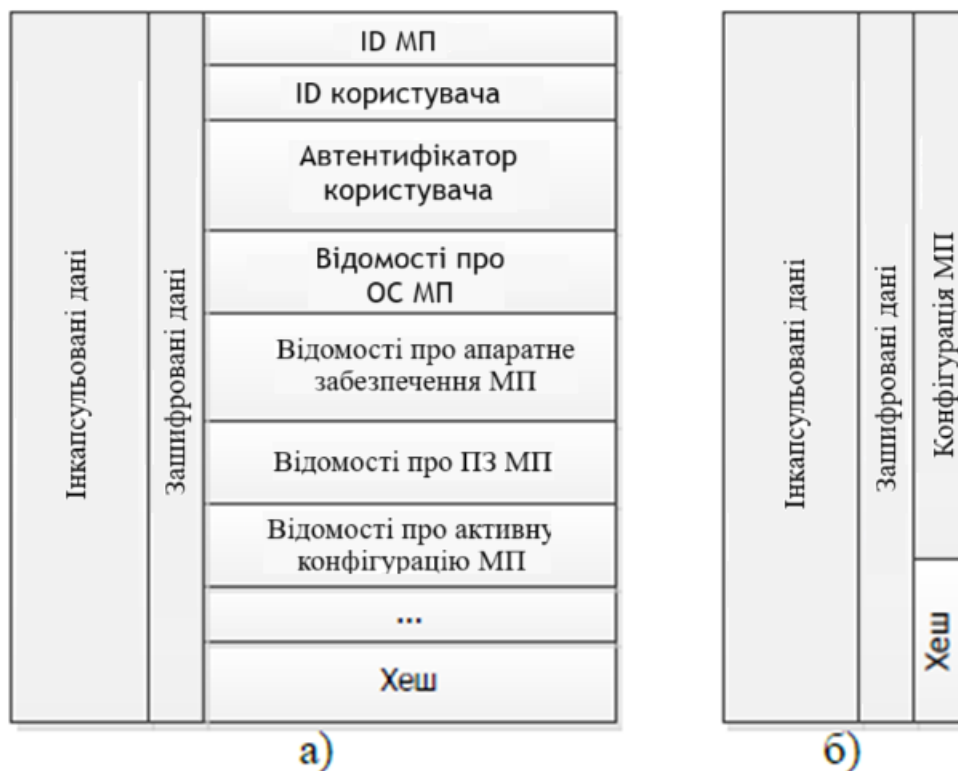 Інкапсульовані дані
Зашифровані дані
ID МП
ID користувача
Автентифікатор
користувача
Відомості про
ОС МП
Відомості про апаратне
забезпечення МП
Відомості про ПЗ МП
Відомості про активну
конфігурацію МП
...
Хеш
а)
Інкапсульовані дані
Зашифровані дані
Конфігурація МП
Хеш
б)